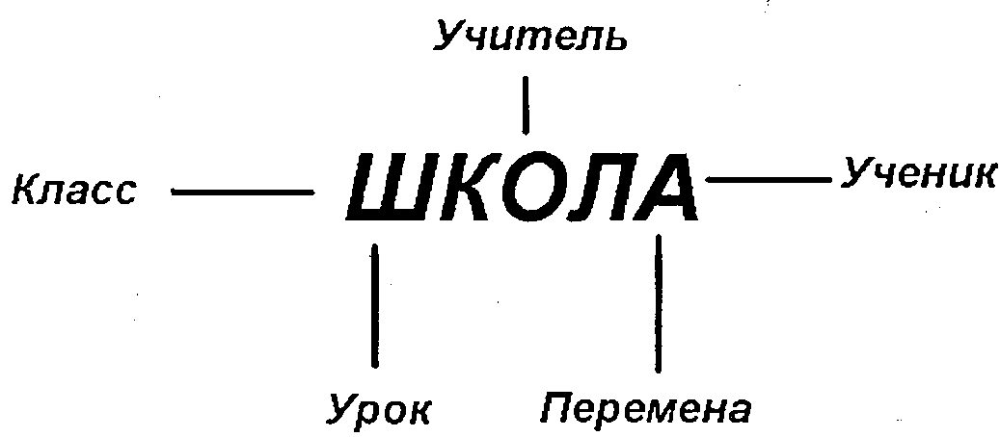 Учитель
Класс
ШКОЛА
Ученик
Урок
Перемена